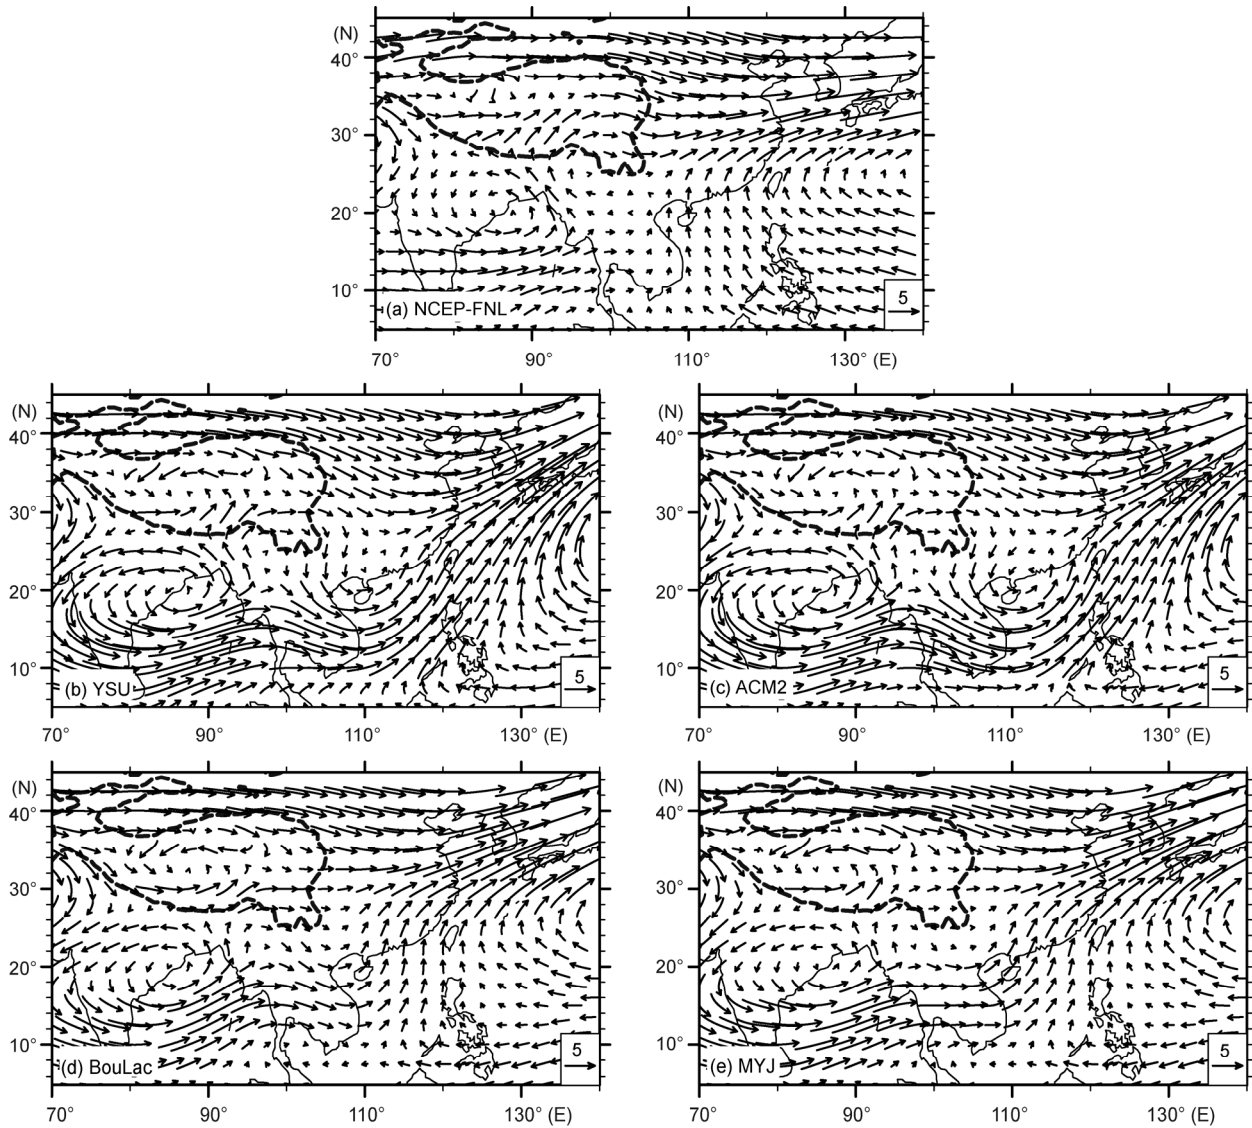 (N)
40°
30°
20°
10°
5
(a) NCEP-FNL
70° 90° 110° 130° (E)
(N) (N)
40° 40°
30° 30°
20° 20°
10° 10°
5 5
(b) YSU (c) ACM2
70° 90° 110° 130° (E) 70° 90° 110° 130° (E)
(N) (N)
40° 40°
30° 30°
20° 20°
10° 10°
5 5
(d) BouLac (e) MYJ
70° 90° 110° 130° (E) 70° 90° 110° 130° (E)